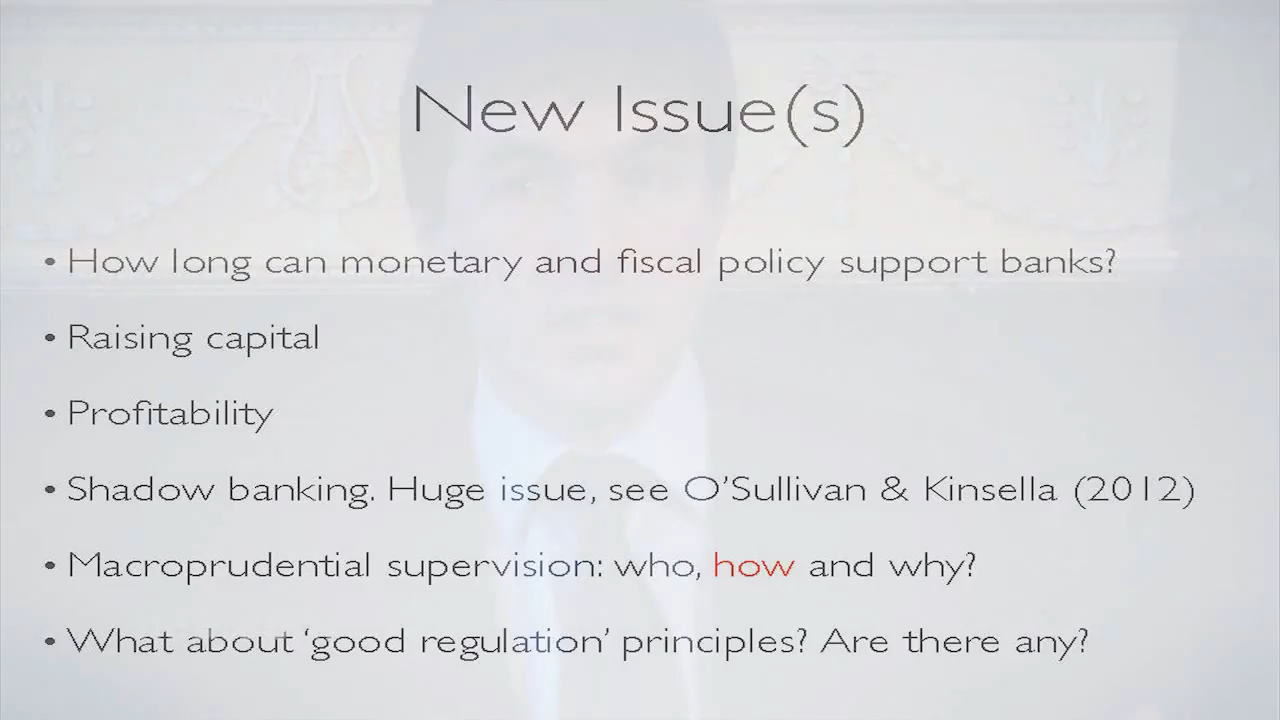 New Issue(s)
• How long can monetary and fiscal policy support banks?
• Raising capital
• Profitability
• Shadow banking. Huge issue, see O’Sullivan & Kinsella (2012)
• Macroprudential supervision: who, how and why?
• What about ‘good regulation’ principles? Are there any?